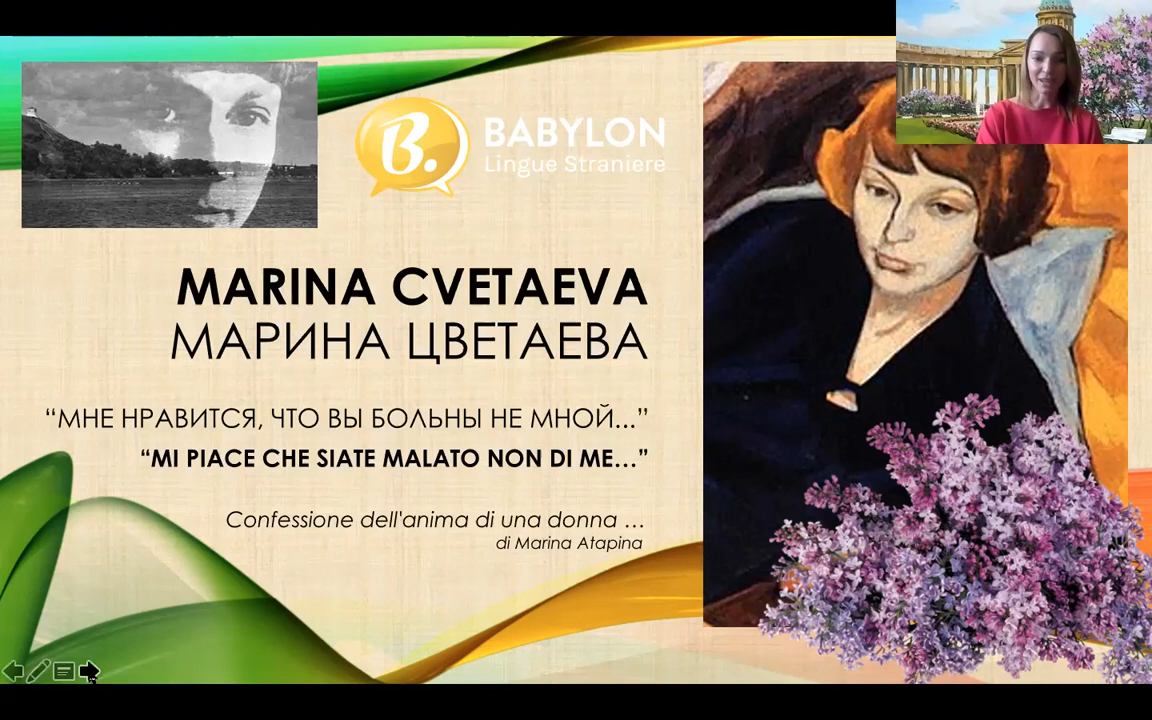 B.
BABYLON
Lingue Straniere
MARINA CVETAEVA
МАРИНА ЦВЕТАЕВА
“МНЕ НРАВИТСЯ, ЧТО ВЫ БОЛЬНЫ НЕ МНОЙ...”
“MI PIACE CHE SIATE MALATO NON DI ME...”
Confessione dell'anima di una donna ...
di Marina Atapina